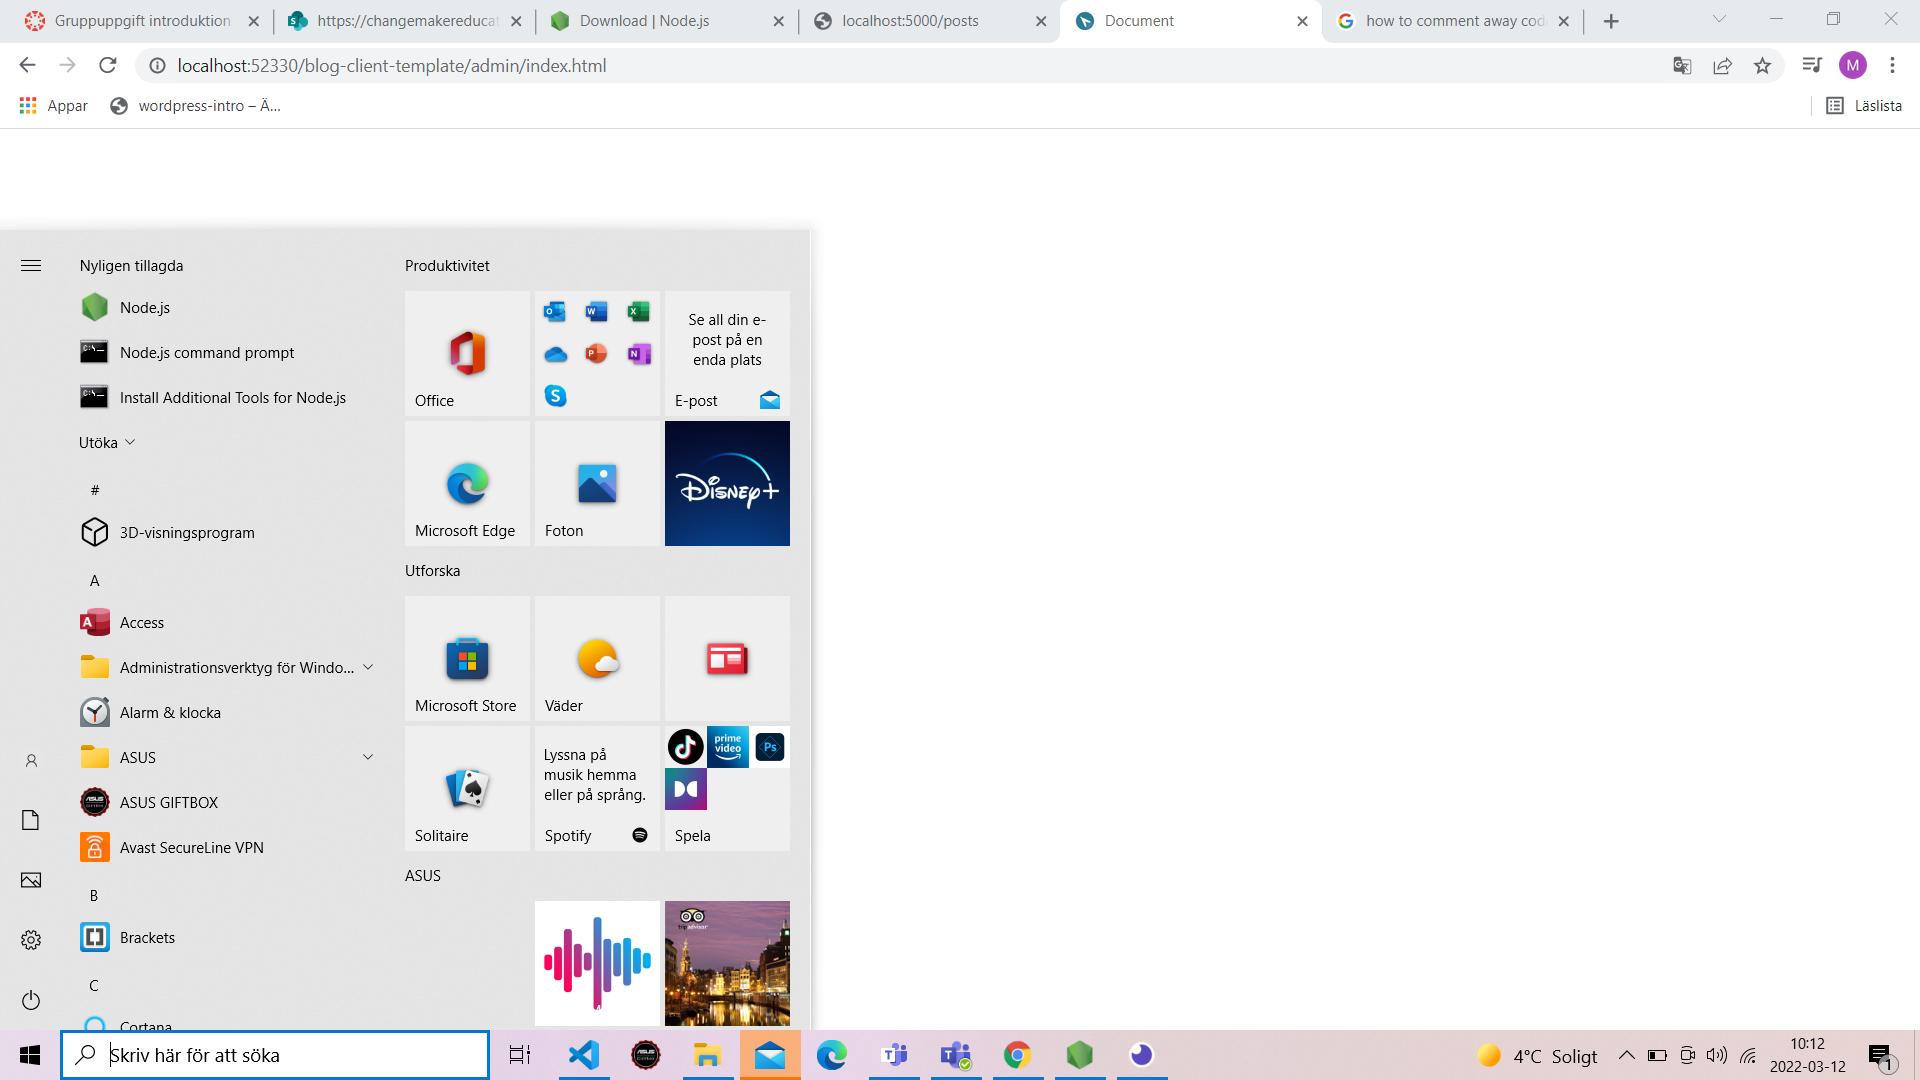 Gruppuppgift introduktion
https://changemakereducat
Download | Node.js
localhost:5000/posts
Document
how to comment away cod
localhost:52330/blog-client-template/admin/index.html
M
Appar
wordpress-intro – Ä...
Läslista
Nyligen tillagda
Node.js
Node.js command prompt
Install Additional Tools for Node.js
Utöka
#
3D-visningsprogram
A
Access
Administrationsverktyg för Windo...
Alarm & klocka
ASUS
ASUS GIFTBOX
Avast SecureLine VPN
B
Brackets
C
Cortana
Produktivitet
Office
Se all din e-
post på en
enda plats
E-post
Microsoft Edge
Foton
Disney+
Utforska
Microsoft Store
Väder
Solitaire
Lyssna på
musik hemma
eller på språng.
Spotify
prime
video
Ps
Spela
ASUS
tripadvisor
Skriv här för att söka
4°C Soligt
10:12
2022-03-12
1